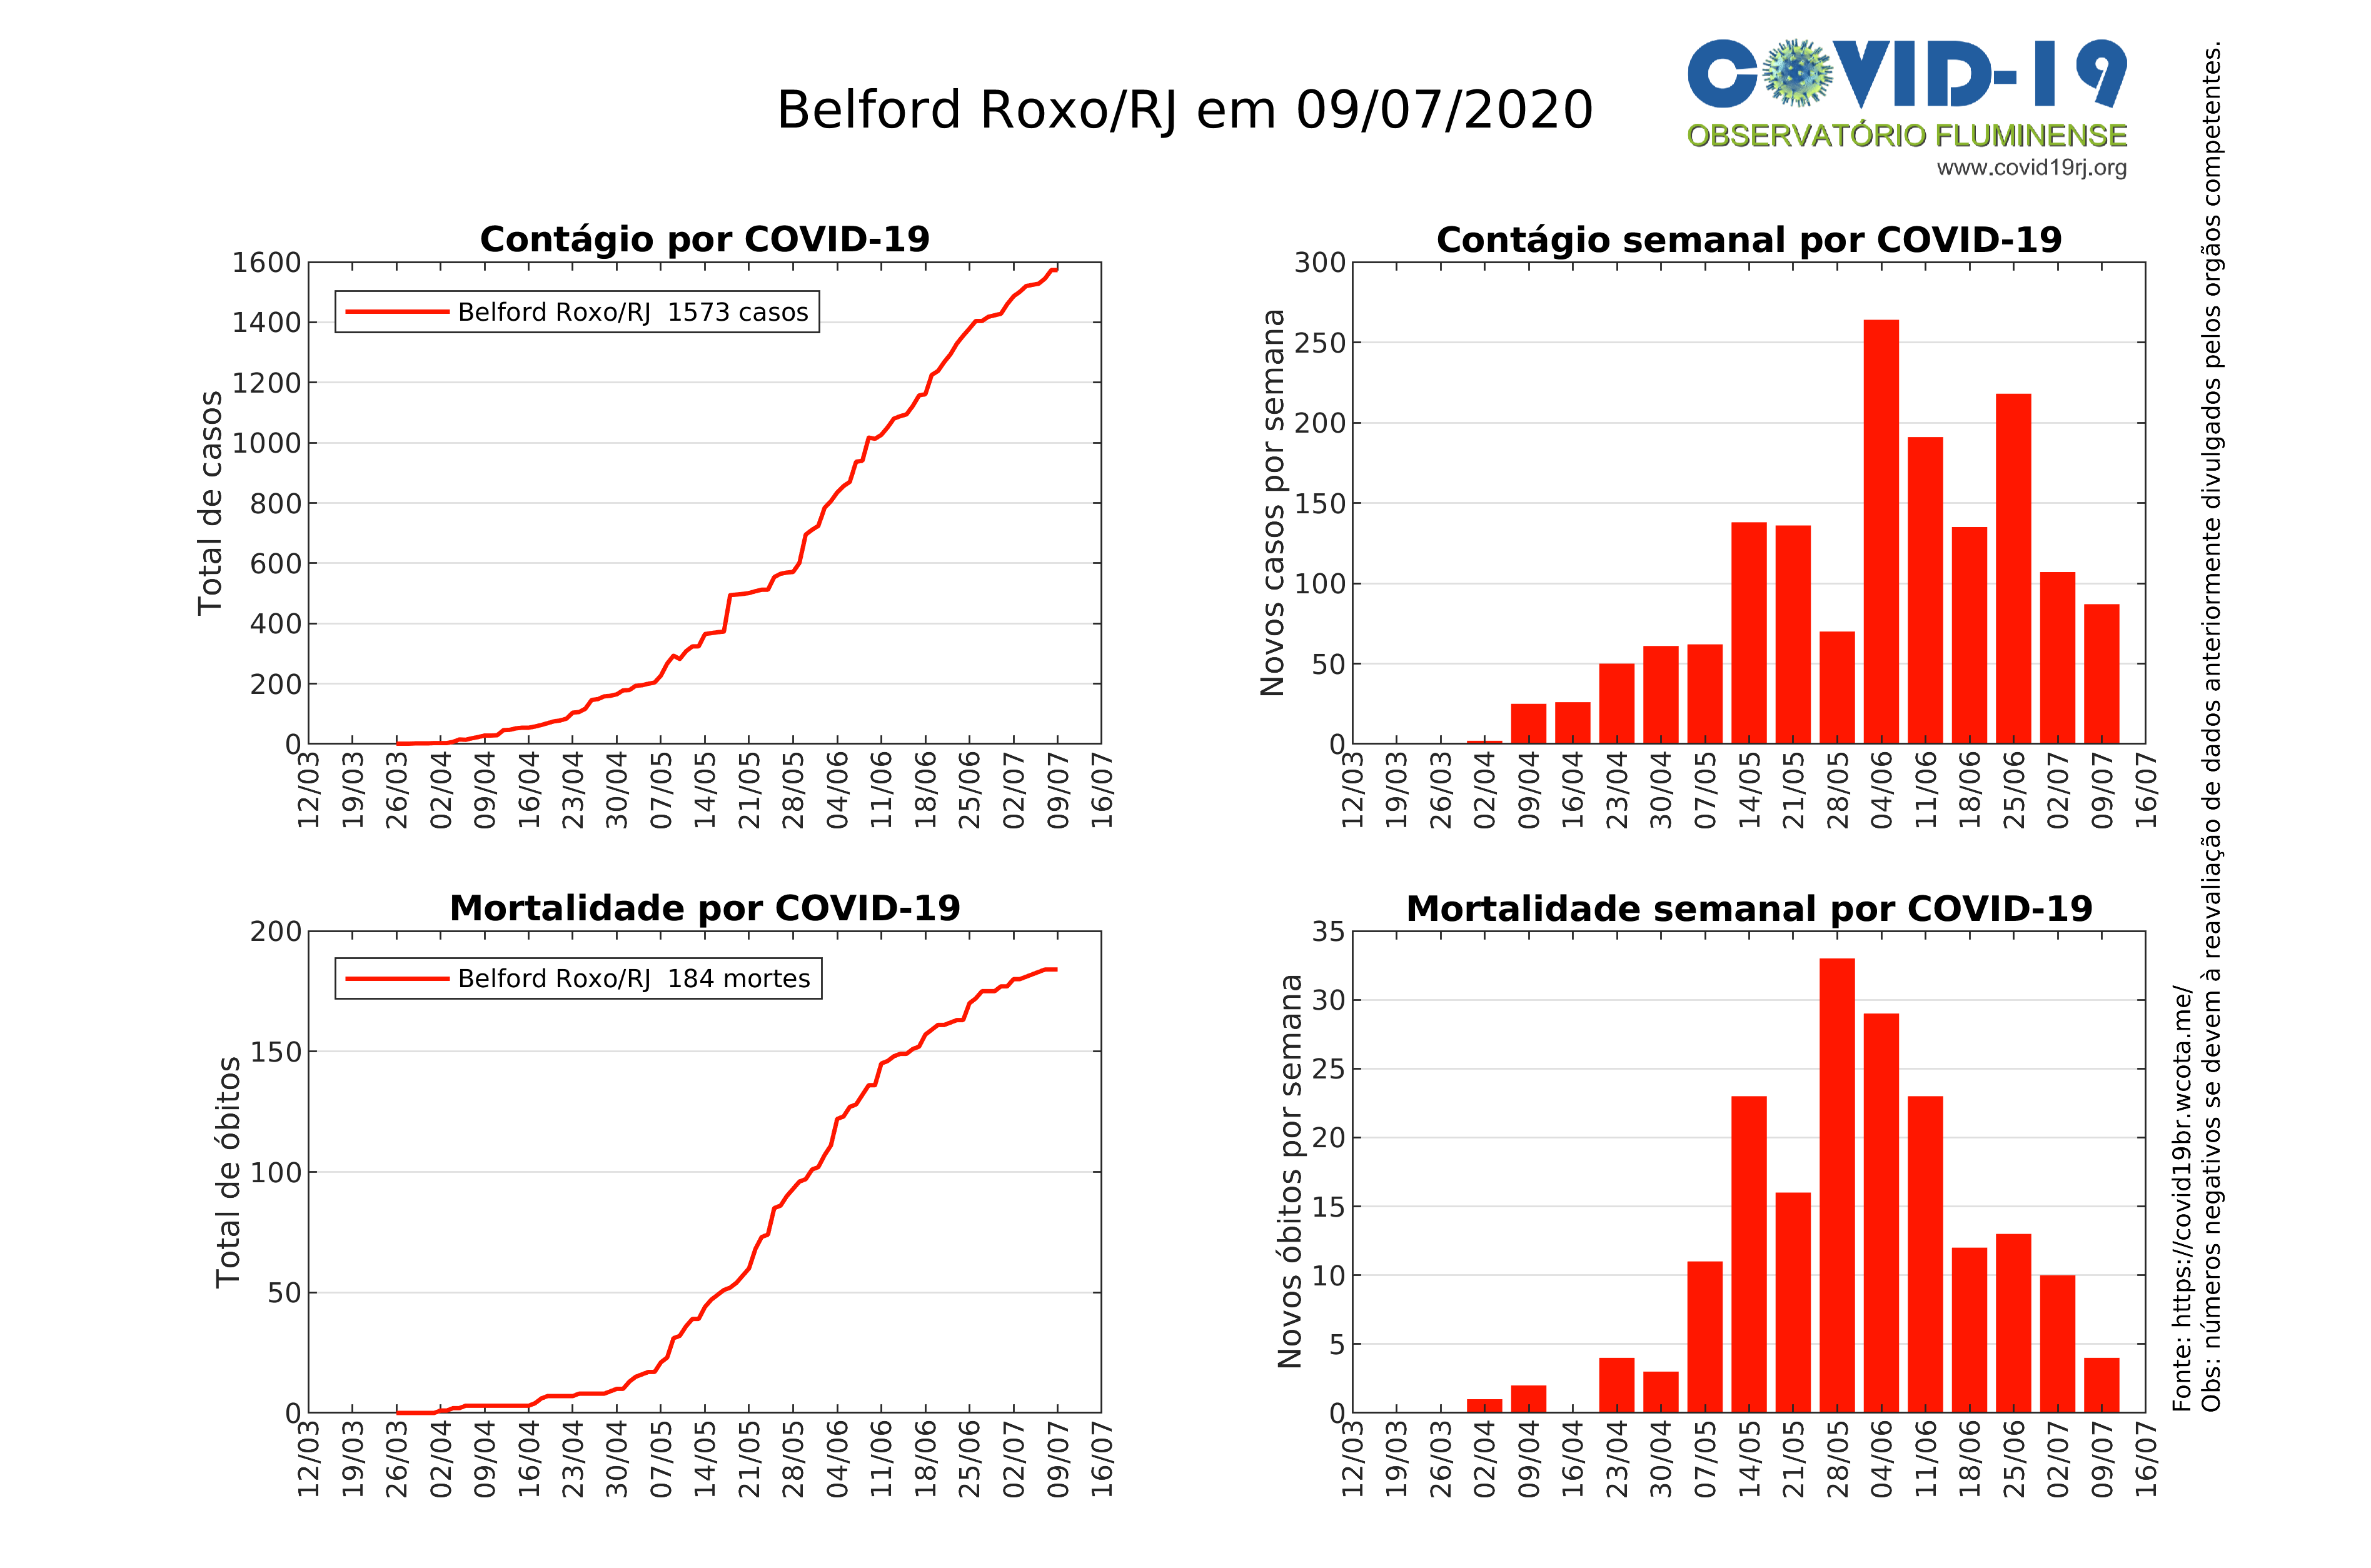 Belford Roxo/RJ em 09/07/2020
COVID-19
OBSERVATÓRIO FLUMINENSE
www.covid19rj.org
Contágio por COVID-19
Total de casos
1600
1400
1200
1000
800
600
400
200
0
Belford Roxo/RJ 1573 casos
12/03 19/03 26/03 02/04 09/04 16/04 23/04 30/04 07/05 14/05 21/05 28/05 04/06 11/06 18/06 25/06 02/07 09/07 16/07
Contágio semanal por COVID-19
Novos casos por semana
300
250
200
150
100
50
0
12/03 19/03 26/03 02/04 09/04 16/04 23/04 30/04 07/05 14/05 21/05 28/05 04/06 11/06 18/06 25/06 02/07 09/07 16/07
Mortalidade por COVID-19
Total de óbitos
200
150
100
50
0
Belford Roxo/RJ 184 mortes
12/03 19/03 26/03 02/04 09/04 16/04 23/04 30/04 07/05 14/05 21/05 28/05 04/06 11/06 18/06 25/06 02/07 09/07 16/07
Mortalidade semanal por COVID-19
Novos óbitos por semana
35
30
25
20
15
10
5
0
12/03 19/03 26/03 02/04 09/04 16/04 23/04 30/04 07/05 14/05 21/05 28/05 04/06 11/06 18/06 25/06 02/07 09/07 16/07
Fonte: https://covid19br.wcota.me/
Obs: números negativos se devem à reavaliação de dados anteriormente divulgados pelos orgãos competentes.